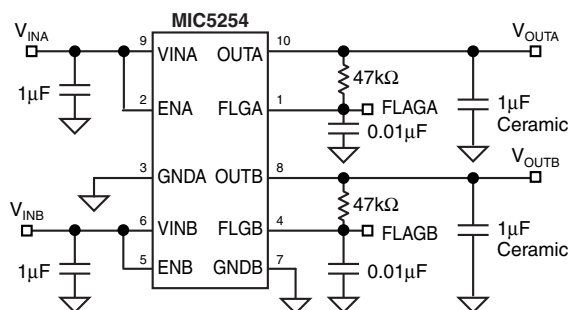 MIC5254
VINA
9
VINA
OUTA
10
VOUTA
1µF
47kΩ
2
ENA
FLGA
1
FLAGA
0.01µF
1µF
Ceramic
3
GNDA
OUTB
8
VOUTB
VINB
6
VINB
47kΩ
FLGB
4
FLAGB
1µF
5
ENB
GNDB
7
0.01µF
1µF
Ceramic